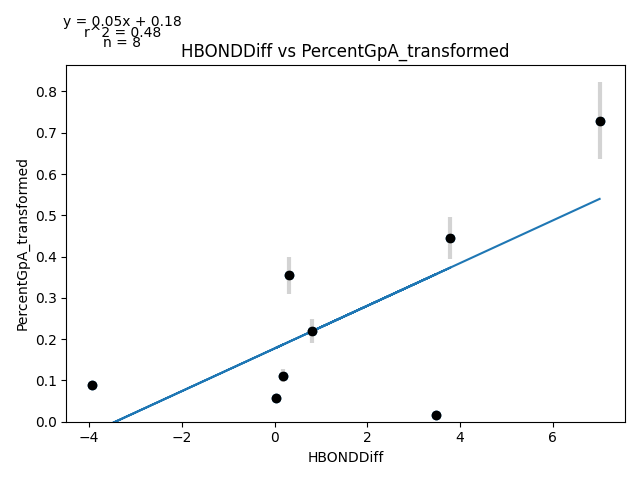 y = 0.05x + 0.18
r^2 = 0.48
n = 8
HBONDDiff vs PercentGpA_transformed
PercentGpA_transformed
0.8
0.7
0.6
0.5
0.4
0.3
0.2
0.1
0.0
−4
−2
0
2
4
6
HBONDDiff